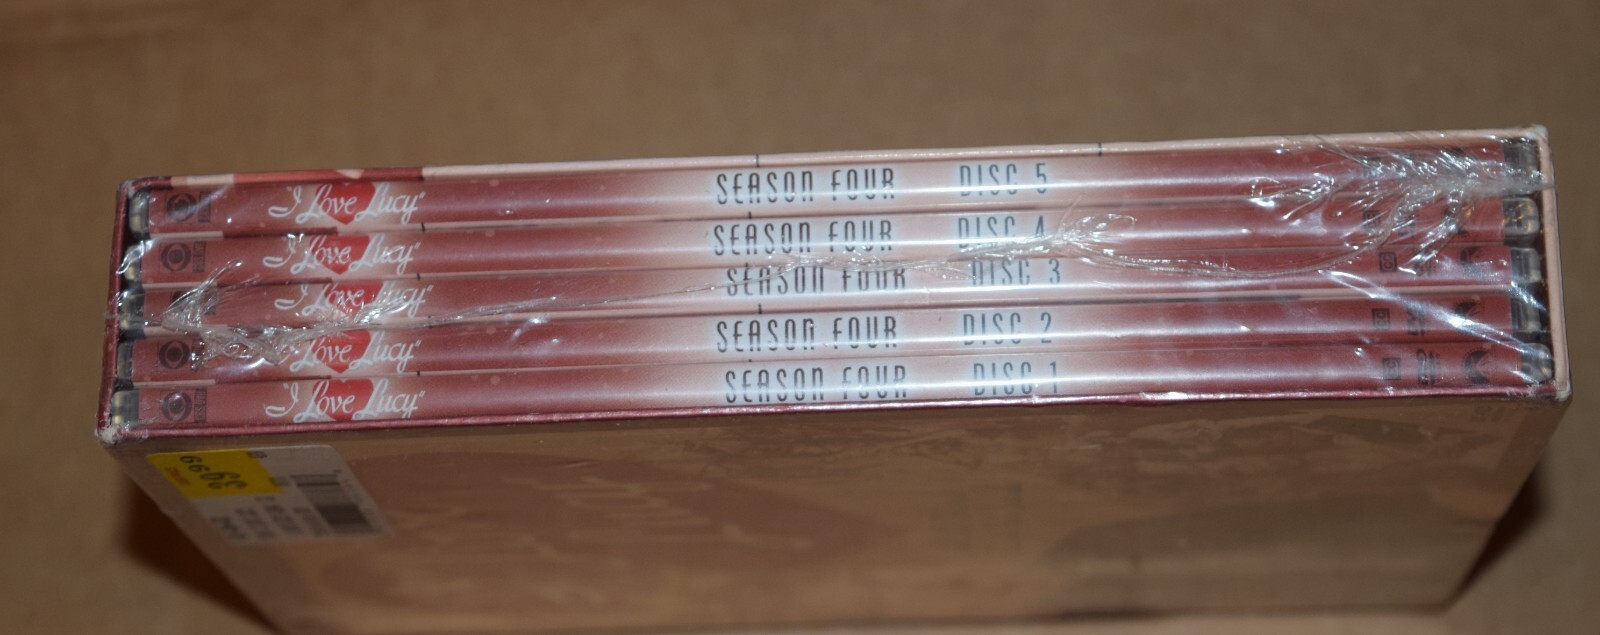 "I Love Lucy" SEASON FOUR DISC 5
"I Love Lucy" SEASON FOUR DISC 4
"I Love Lucy" SEASON FOUR DISC 3
"I Love Lucy" SEASON FOUR DISC 2
"I Love Lucy" SEASON FOUR DISC 1
39.99